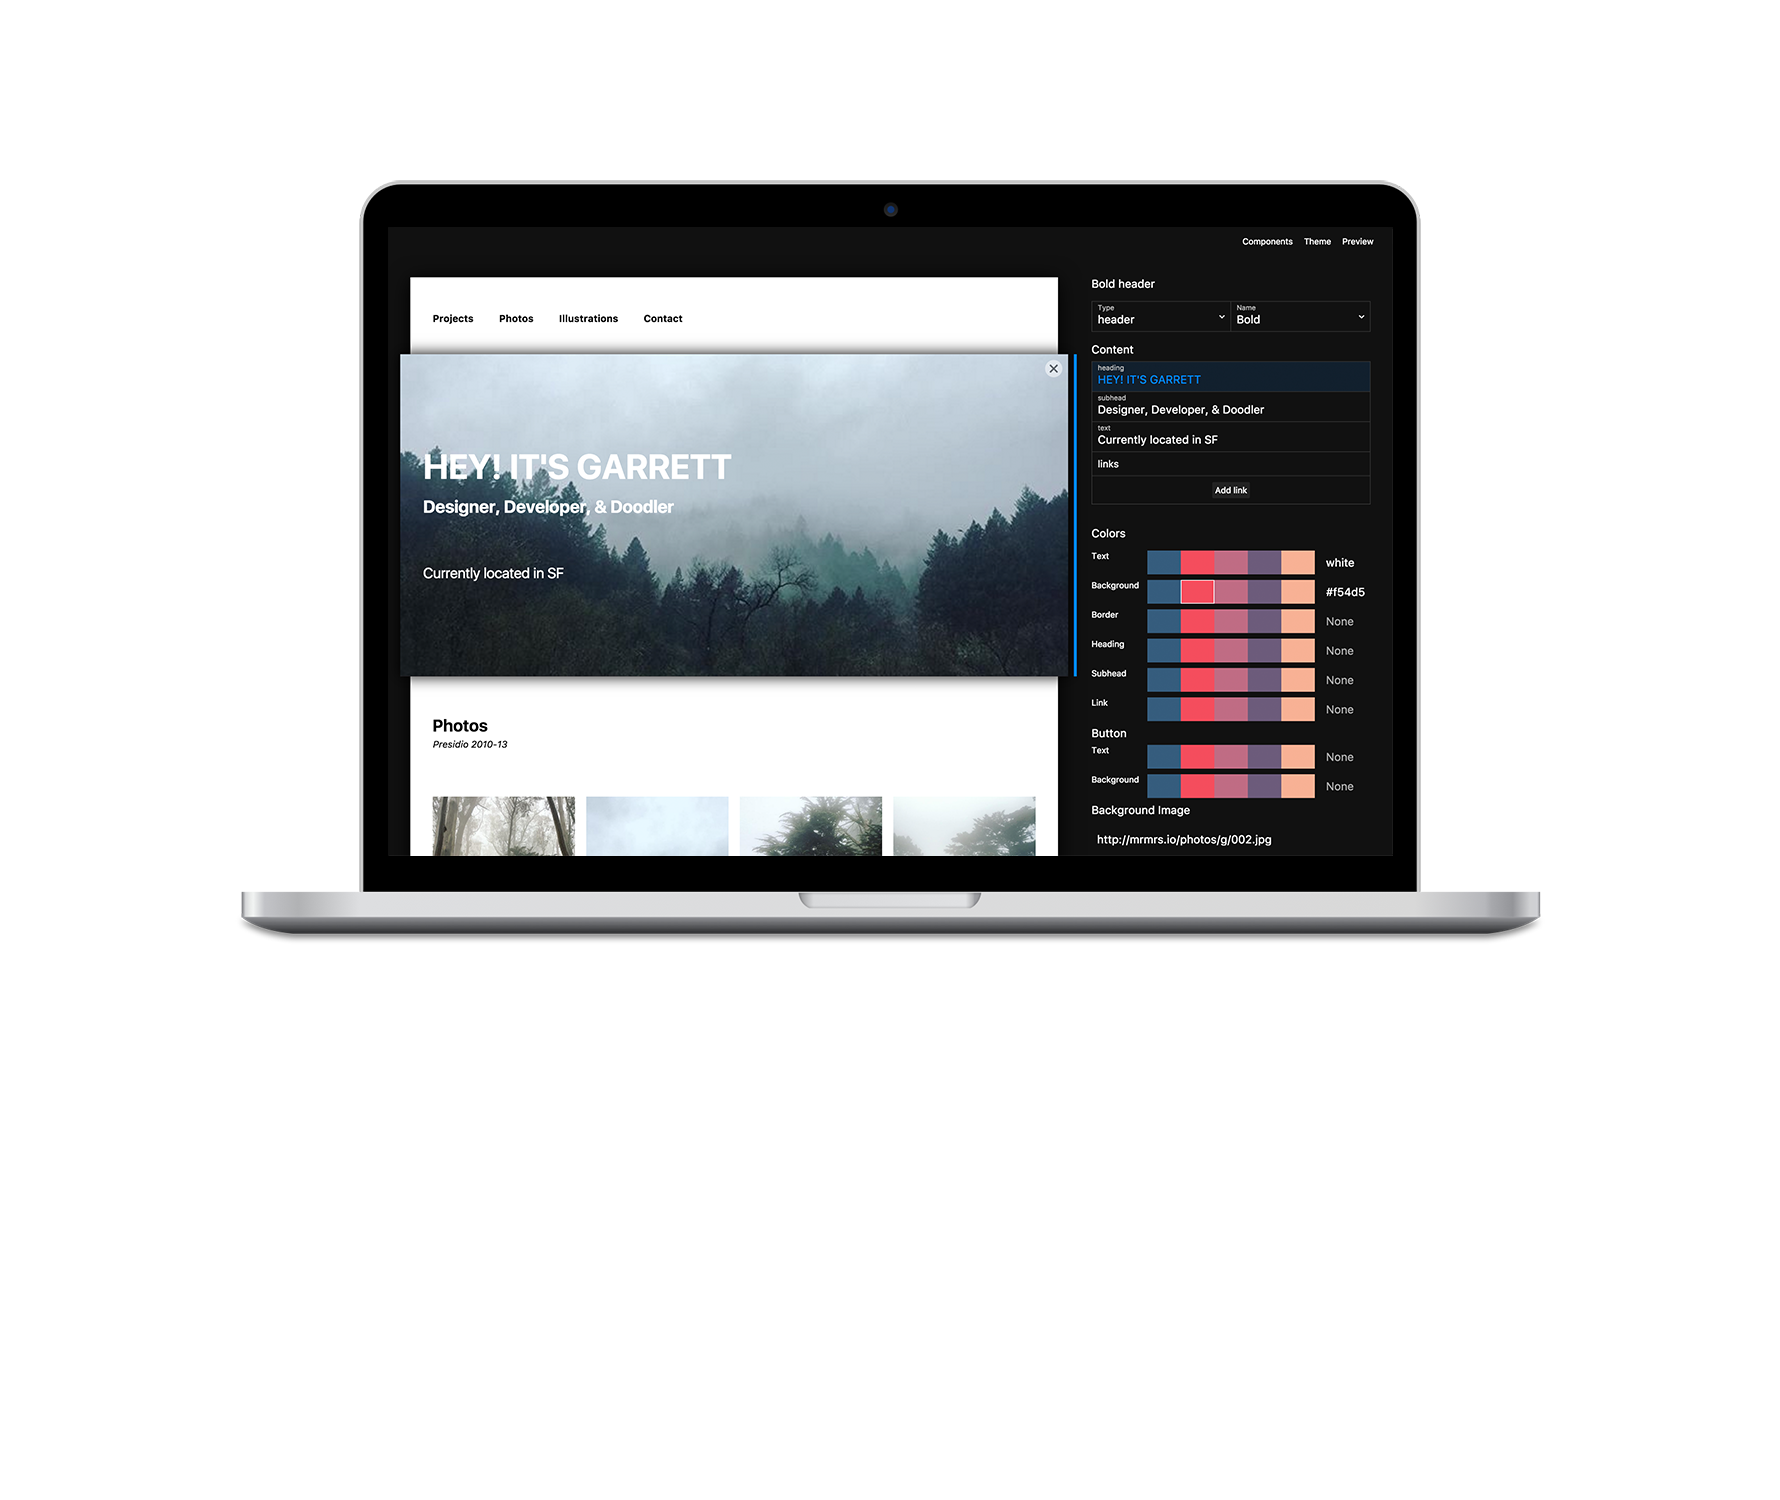 Components Theme Preview
Projects Photos Illustrations Contact
HEY! IT'S GARRETT
Designer, Developer, & Doodler
Currently located in SF
Photos
Presidio 2010-13
Bold header
Type
header
Name
Bold
Content
heading
HEY! IT'S GARRETT
subhead
Designer, Developer, & Doodler
text
Currently located in SF
links
Add link
Colors
Text white
Background #f54d5
Border None
Heading None
Subhead None
Link None
Button
Text None
Background None
Background Image
http://mrmrs.io/photos/g/002.jpg